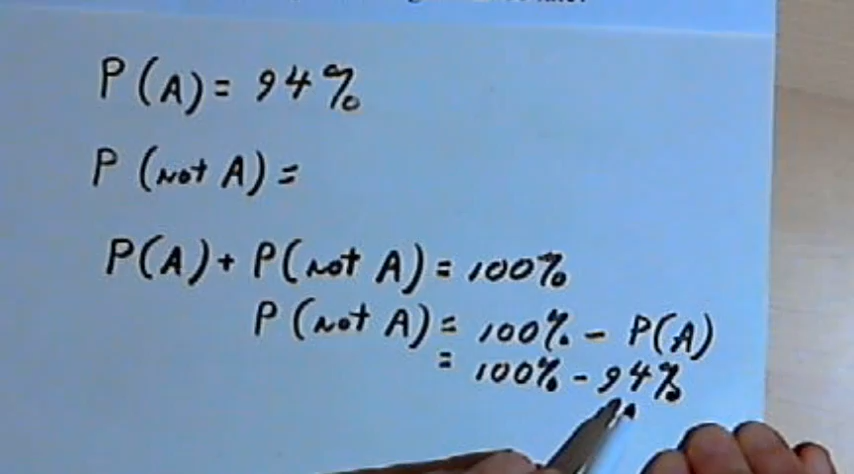 P(A) = 94%
P(not A) =
P(A) + P(not A) = 100%
P(not A) = 100% - P(A)
= 100% - 94%